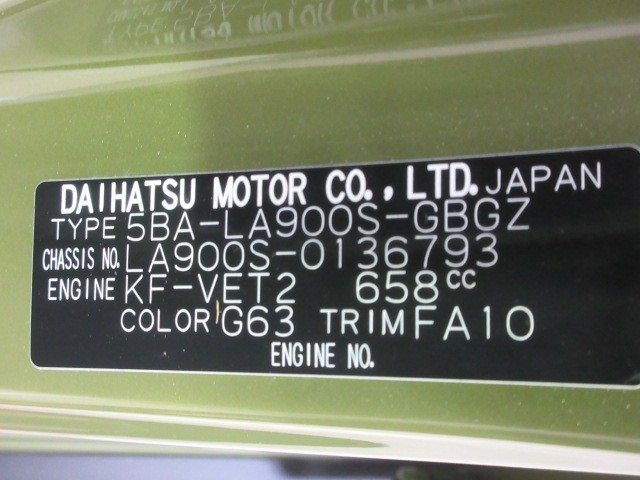 DAIHATSU MOTOR CO., LTD. JAPAN
TYPE 5BA-LA900S-GBGZ
CHASSIS NO. LA900S-0136793
ENGINE KF-VET2 658cc
COLOR G63 TRIM FA10
ENGINE NO.